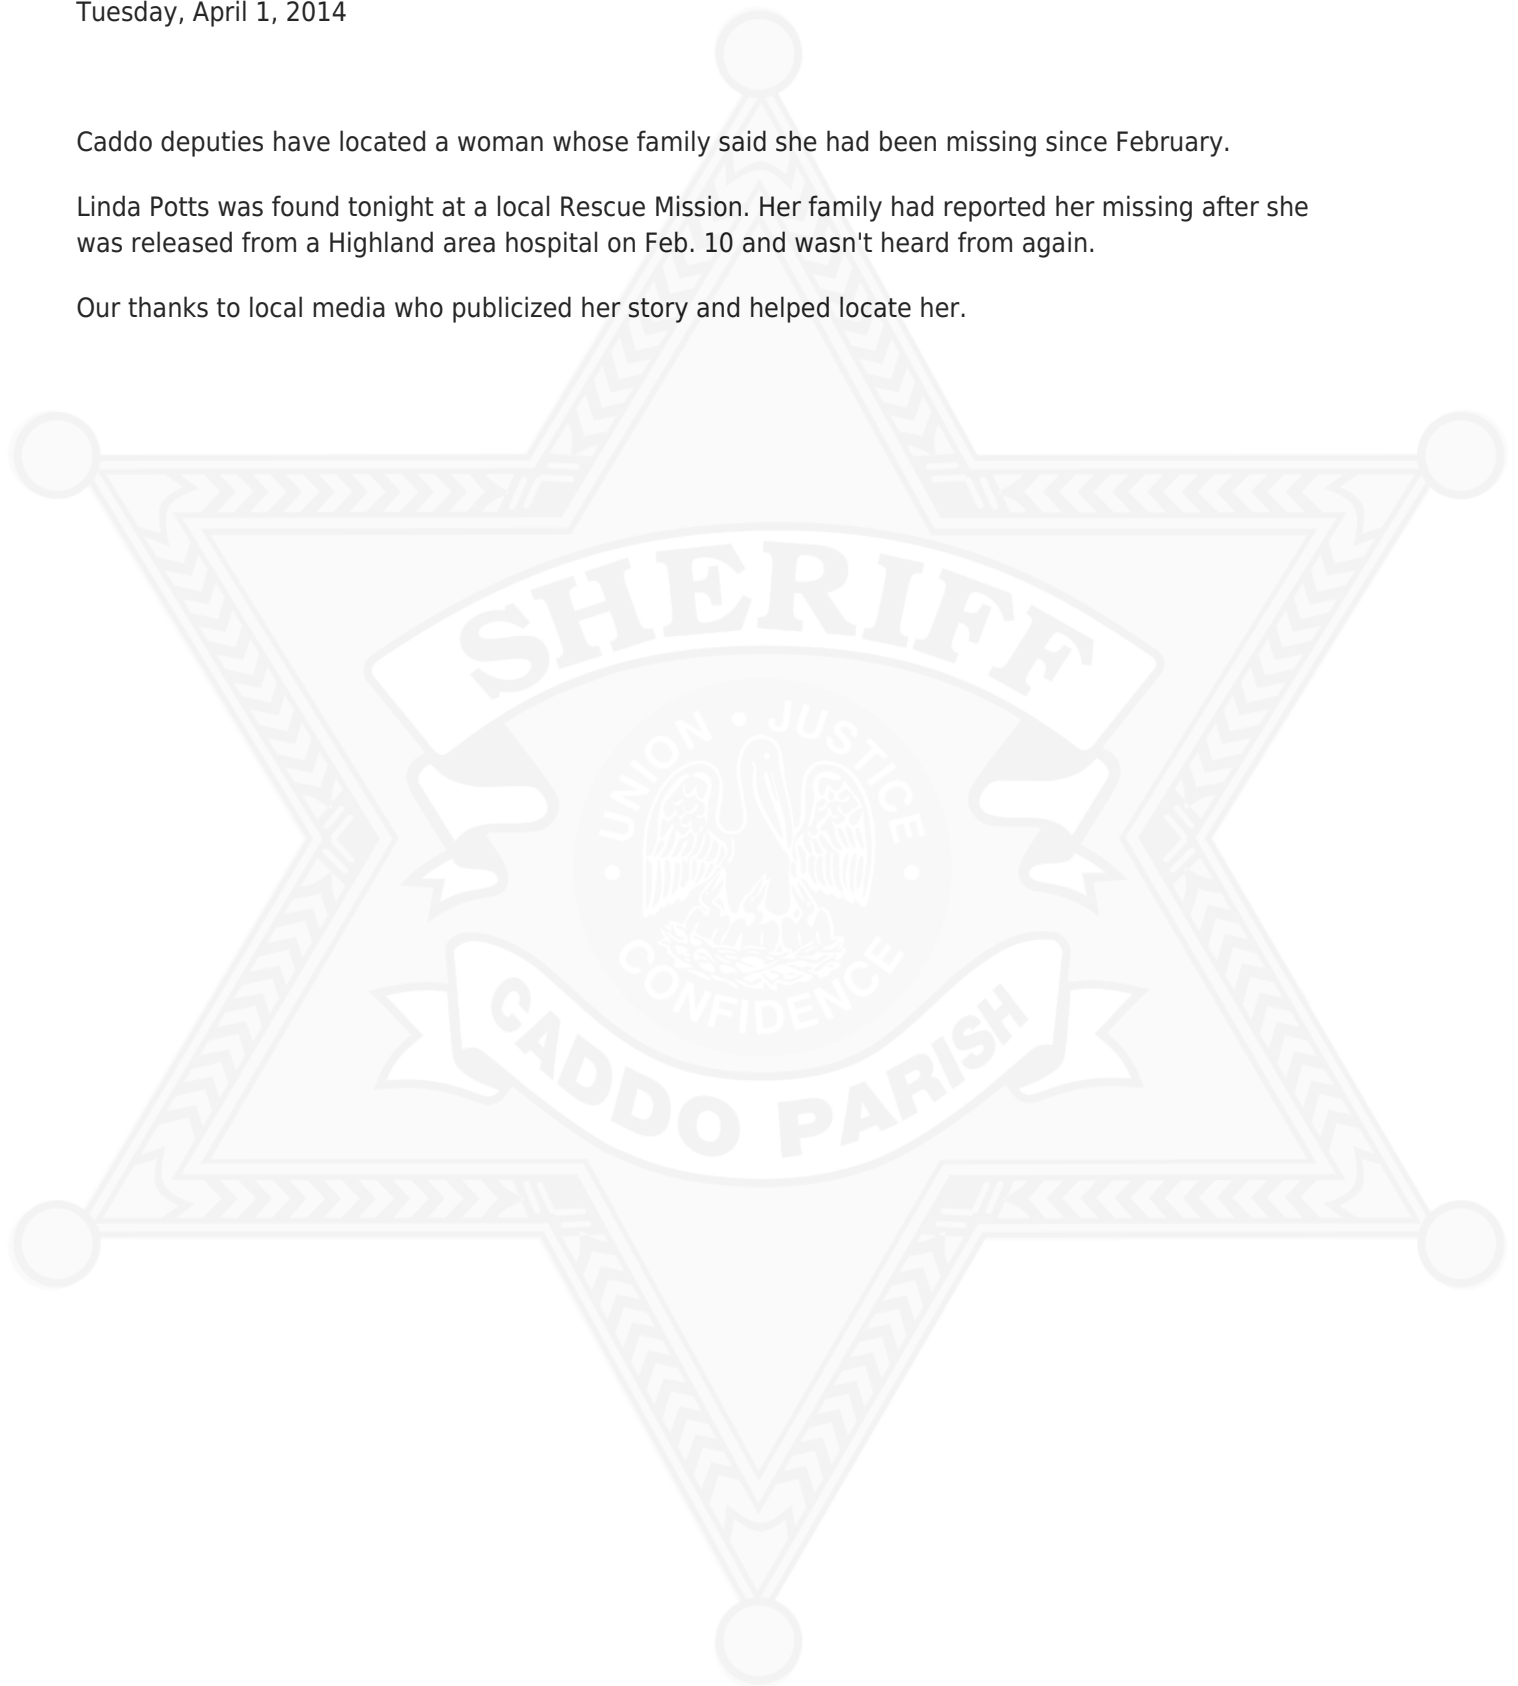 Tuesday, April 1, 2014
Caddo deputies have located a woman whose family said she had been missing since February.
Linda Potts was found tonight at a local Rescue Mission. Her family had reported her missing after she
was released from a Highland area hospital on Feb. 10 and wasn't heard from again.
Our thanks to local media who publicized her story and helped locate her.
SHERIFF
UNION • JUSTICE
• CONFIDENCE •
CADDO PARISH